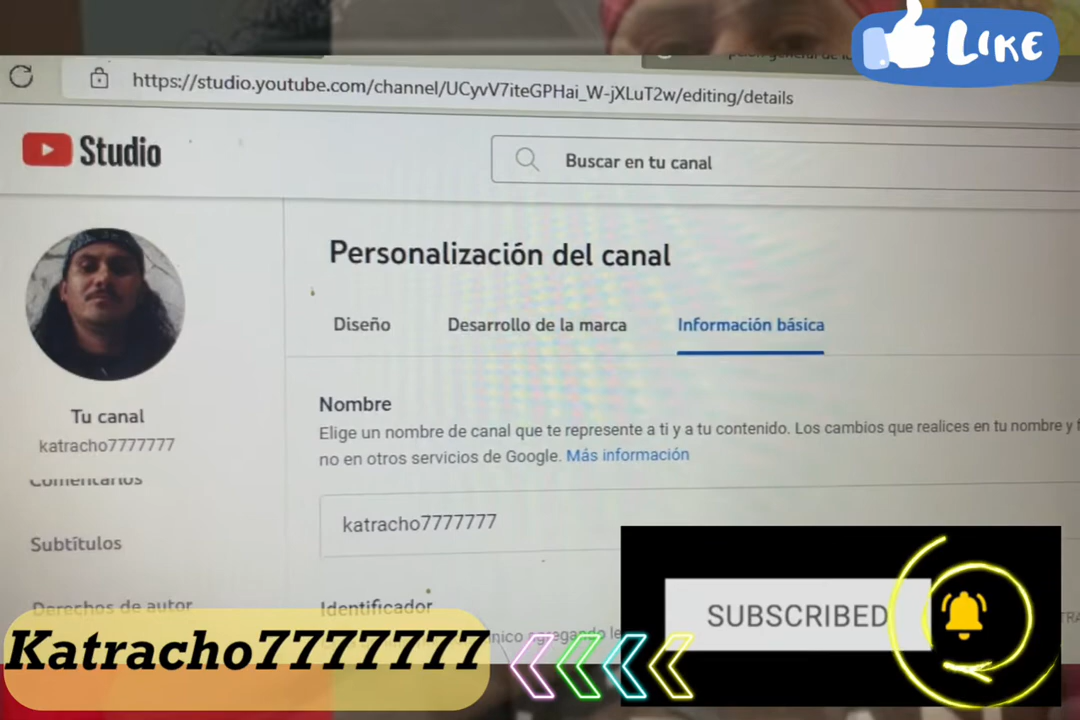 LIKE
https://studio.youtube.com/channel/UCyvV7iteGPHai_W-jXLuT2w/editing/details
Studio
Buscar en tu canal
Personalización del canal
Diseño
Desarrollo de la marca
Información básica
Tu canal
katracho7777777
Nombre
Elige un nombre de canal que te represente a ti y a tu contenido. Los cambios que realices en tu nombre y
no en otros servicios de Google. Más información
Comentarios
katracho7777777
Subtítulos
Derechos de autor
Identificador
agregando
SUBSCRIBED
Katracho7777777